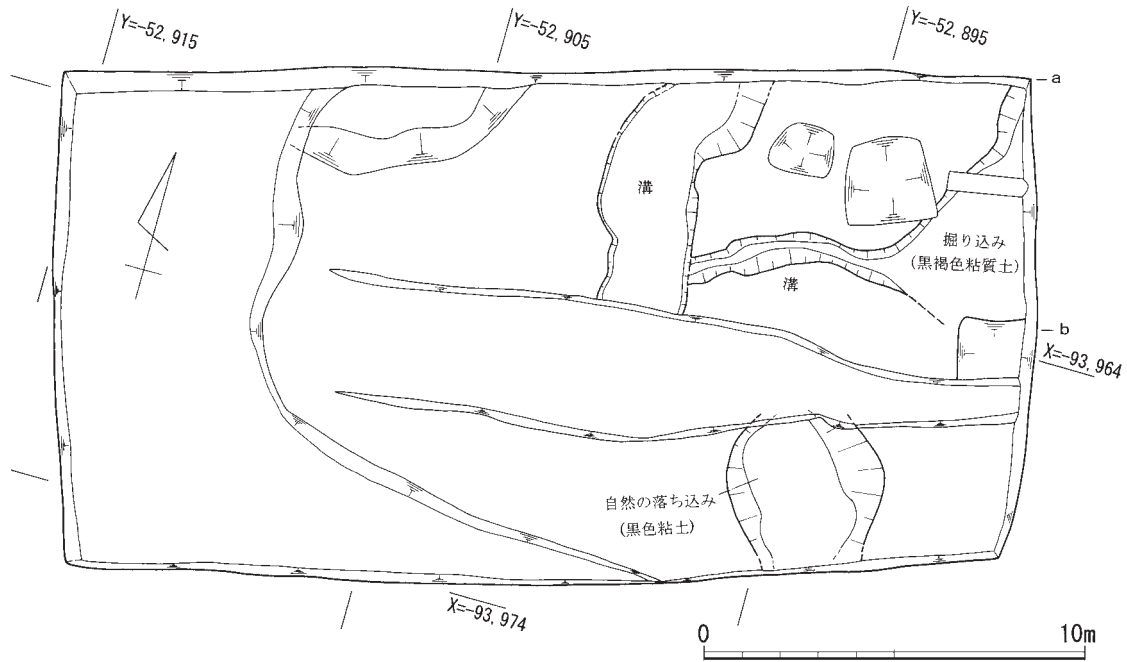 Y=-52,915
Y=-52,905
Y=-52,895
a
溝
掘り込み
(黒褐色粘質土)
溝
b
X=-93,964
自然の落ち込み
(黒色粘土)
X=-93,974
0
10m